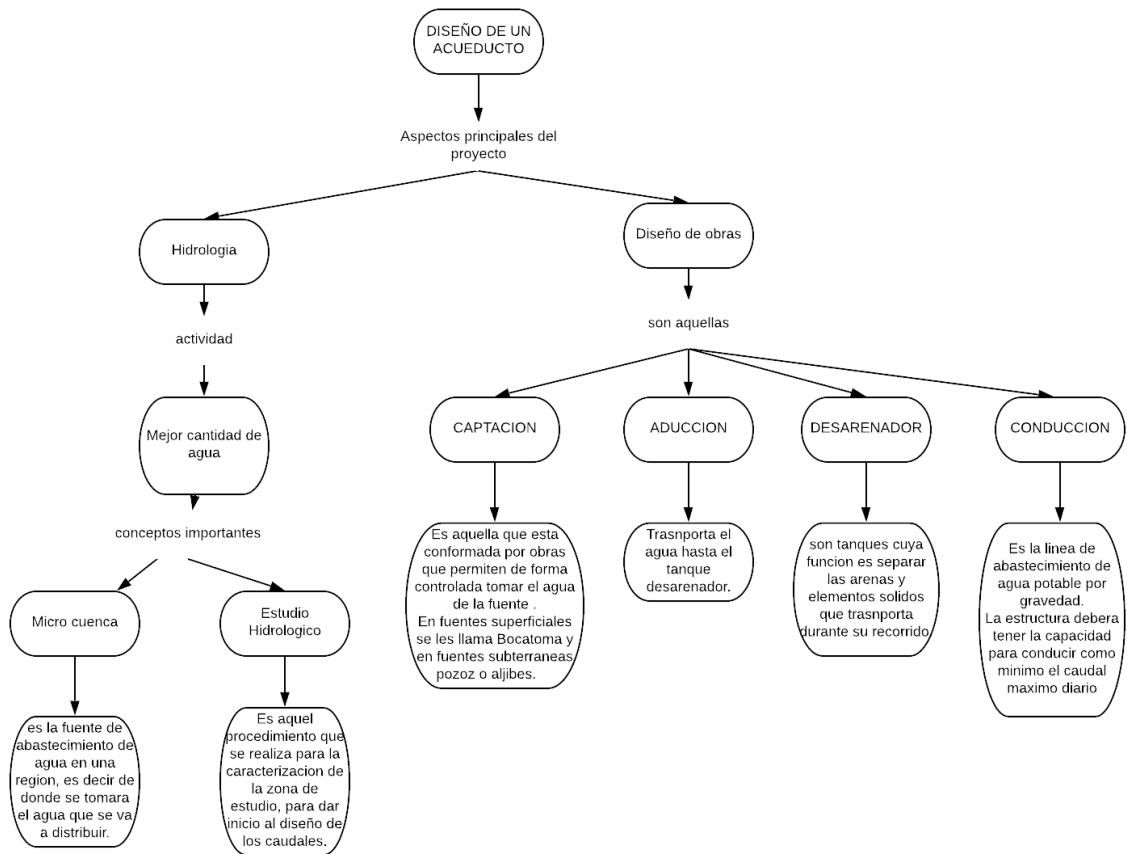 DISEÑO DE UN
ACUEDUCTO
Aspectos principales del
proyecto
Hidrologia
Diseño de obras
actividad
son aquellas
Mejor cantidad de
agua
CAPTACION
ADUCCION
DESARENADOR
CONDUCCION
conceptos importantes
Es aquella que esta
conformada por obras
que permiten de forma
controlada tomar el agua
de la fuente .
En fuentes superficiales
se les llama Bocatoma y
en fuentes subterraneas
pozoz o aljibes.
Trasnporta el
agua hasta el
tanque
desarenador.
son tanques cuya
funcion es separar
las arenas y
elementos solidos
que trasnporta
durante su recorrido
Es la linea de
abastecimiento de
agua potable por
gravedad.
La estructura debera
tener la capacidad
para conducir como
minimo el caudal
maximo diario
Micro cuenca
Estudio
Hidrologico
es la fuente de
abastecimiento de
agua en una
region, es decir de
donde se tomara
el agua que se va
a distribuir.
Es aquel
procedimiento que
se realiza para la
caracterizacion de
la zona de
estudio, para dar
inicio al diseño de
los caudales.